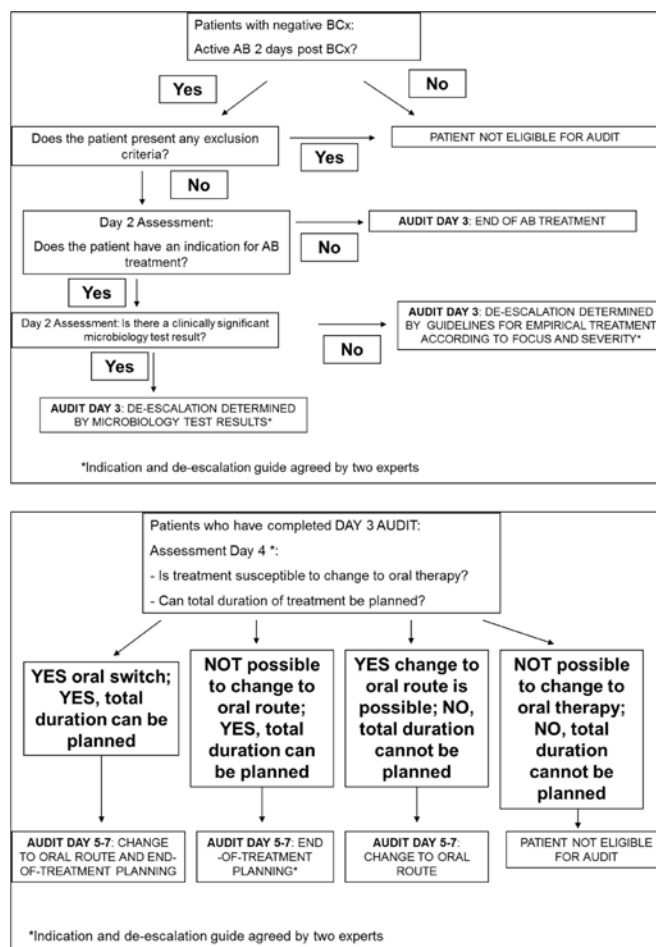 Patients with negative BCx:
Active AB 2 days post BCx?
Yes
No
Does the patient present any exclusion
criteria?
Yes
PATIENT NOT ELIGIBLE FOR AUDIT
No
Day 2 Assessment:
Does the patient have an indication for AB
treatment?
No
AUDIT DAY 3: END OF AB TREATMENT
Yes
Day 2 Assessment: Is there a clinically significant
microbiology test result?
No
AUDIT DAY 3: DE-ESCALATION DETERMINED
BY GUIDELINES FOR EMPIRICAL TREATMENT
ACCORDING TO FOCUS AND SEVERITY*
Yes
AUDIT DAY 3: DE-ESCALATION DETERMINED
BY MICROBIOLOGY TEST RESULTS*
*Indication and de-escalation guide agreed by two experts
Patients who have completed DAY 3 AUDIT:
Assessment Day 4 *:
- Is treatment susceptible to change to oral therapy?
- Can total duration of treatment be planned?
YES oral switch;
YES, total
duration can be
planned
NOT possible
to change to
oral route;
YES, total
duration can
be planned
YES change to
oral route is
possible; NO,
total duration
cannot be
planned
NOT possible
to change to
oral therapy;
NO, total
duration
cannot be
planned
AUDIT DAY 5-7: CHANGE
TO ORAL ROUTE AND END-
OF-TREATMENT PLANNING
AUDIT DAY 5-7: END
-OF-TREATMENT
PLANNING*
AUDIT DAY 5-7:
CHANGE TO ORAL
ROUTE
PATIENT NOT ELIGIBLE
FOR AUDIT
*Indication and de-escalation guide agreed by two experts